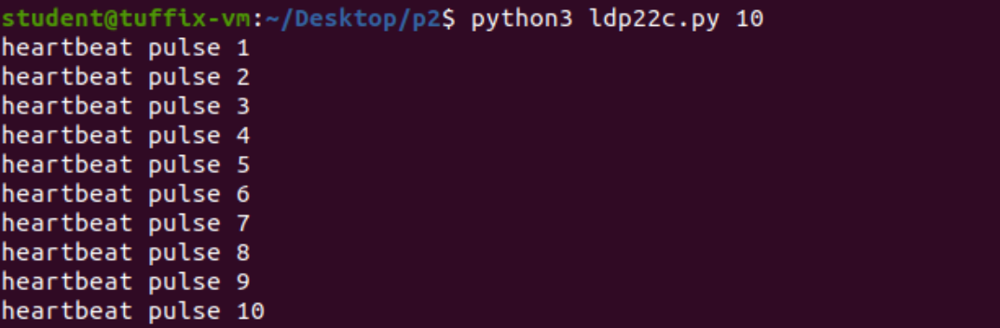 student@tuffix-vm:~/Desktop/p2$ python3 ldp22c.py 10
heartbeat pulse 1
heartbeat pulse 2
heartbeat pulse 3
heartbeat pulse 4
heartbeat pulse 5
heartbeat pulse 6
heartbeat pulse 7
heartbeat pulse 8
heartbeat pulse 9
heartbeat pulse 10